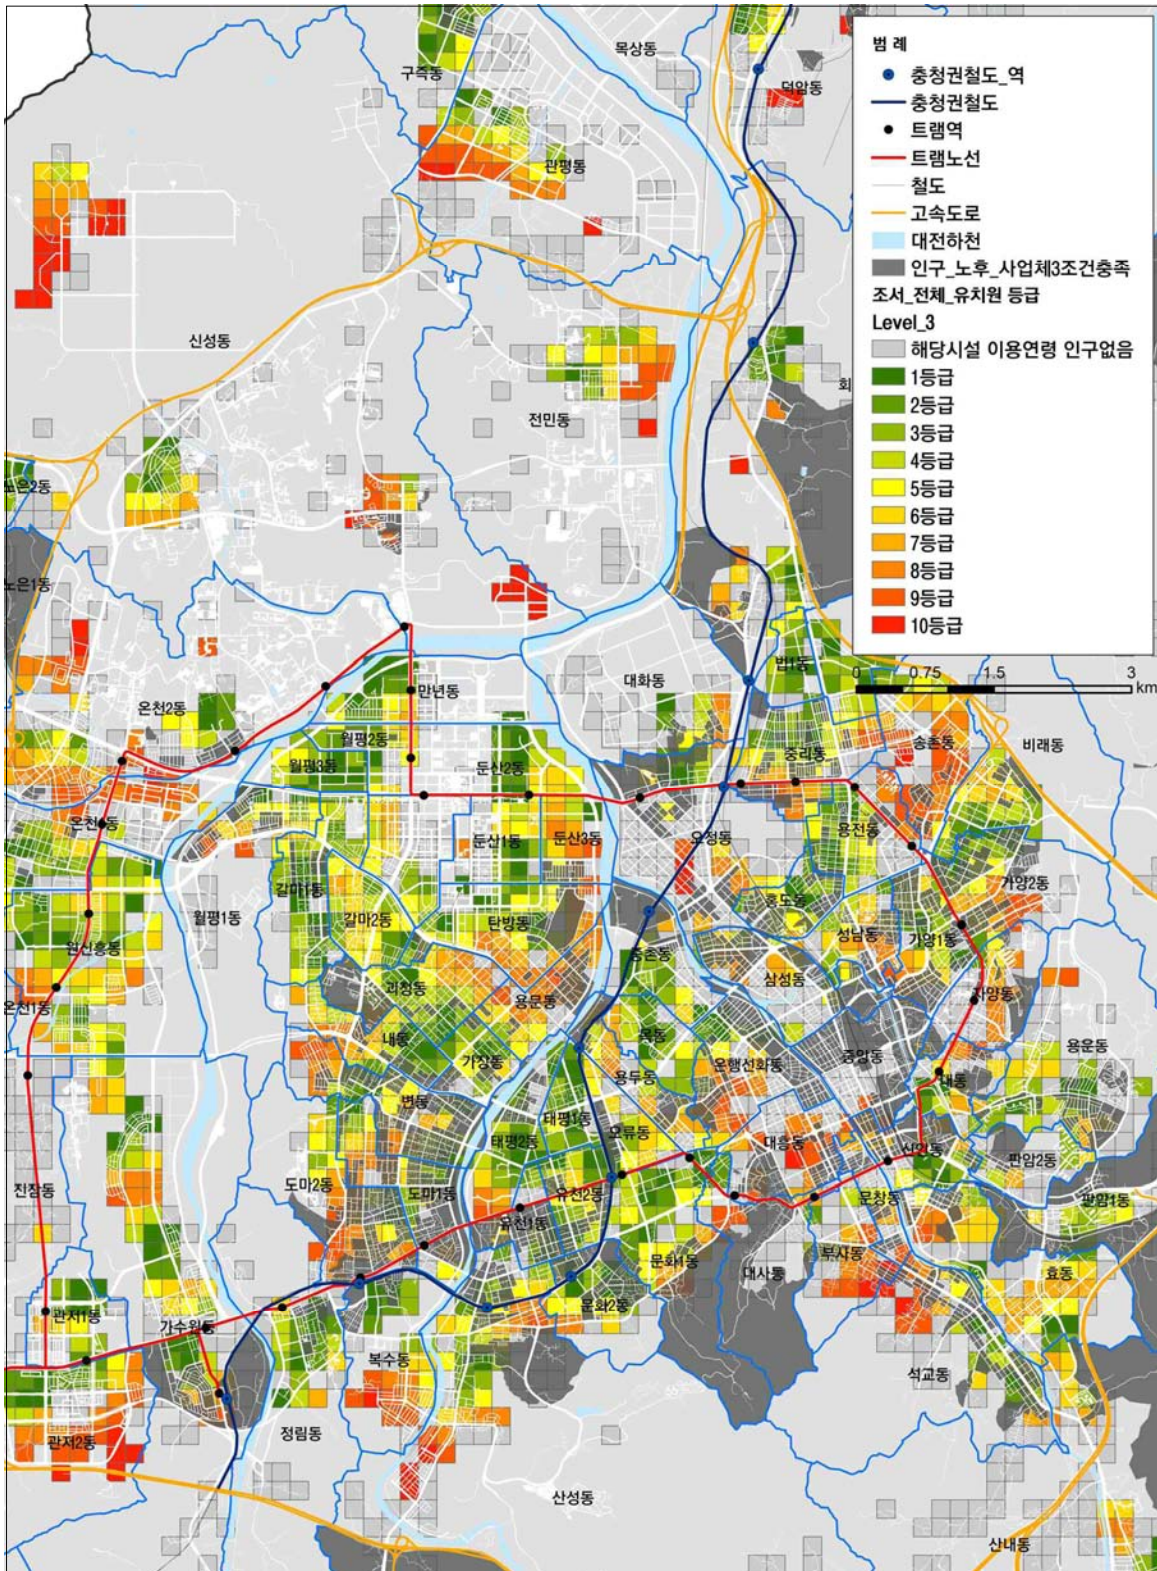 범 례
충청권철도_역
충청권철도
트램역
트램노선
철도
고속도로
대전하천
인구_노후_사업체3조건충족
조서_전체_유치원 등급
Level_3
해당시설 이용연령 인구없음
1등급
2등급
3등급
4등급
5등급
6등급
7등급
8등급
9등급
10등급
0 0.75 1.5 3
km
목상동
구즉동
덕암동
관평동
신성동
회
전민동
노은2동
노은1동
대화동
법1동
만년동
온천2동
월평2동
송촌동
비래동
중리동
월평3동
둔산2동
용전동
오정동
둔산1동
둔산3동
갈마1동
가양2동
홍도동
월평1동
갈마2동
탄방동
성남동
가양1동
원신흥동
중촌동
삼성동
괴정동
용문동
자양동
온천1동
내동
목동
가장동
은행선화동
중앙동
용운동
용두동
대동
변동
태평1동
오류동
태평2동
대흥동
신인동
판암2동
진잠동
도마2동
도마1동
유천2동
문창동
판암1동
유천1동
부사동
문화1동
대사동
효동
문화2동
관저1동
가수원동
복수동
석교동
정림동
관저2동
산성동
산내동